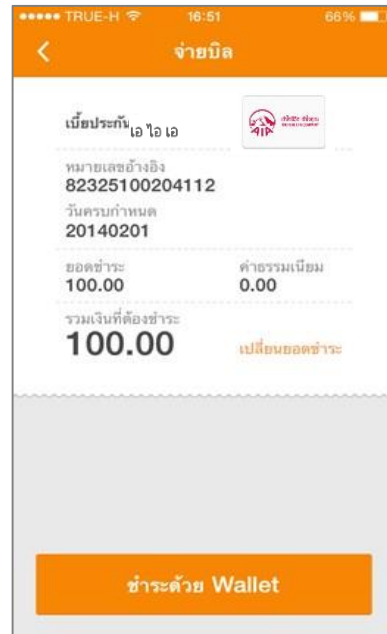 TRUE-H 16:51 66%
จ่ายบิล
เบี้ยประกัน เอ ไอ เอ
AIA
หมายเลขอ้างอิง
82325100204112
วันครบกำหนด
20140201
ยอดชำระ ค่าธรรมเนียม
100.00 0.00
รวมเงินที่ต้องชำระ
100.00 เปลี่ยนยอดชำระ
ชำระด้วย Wallet